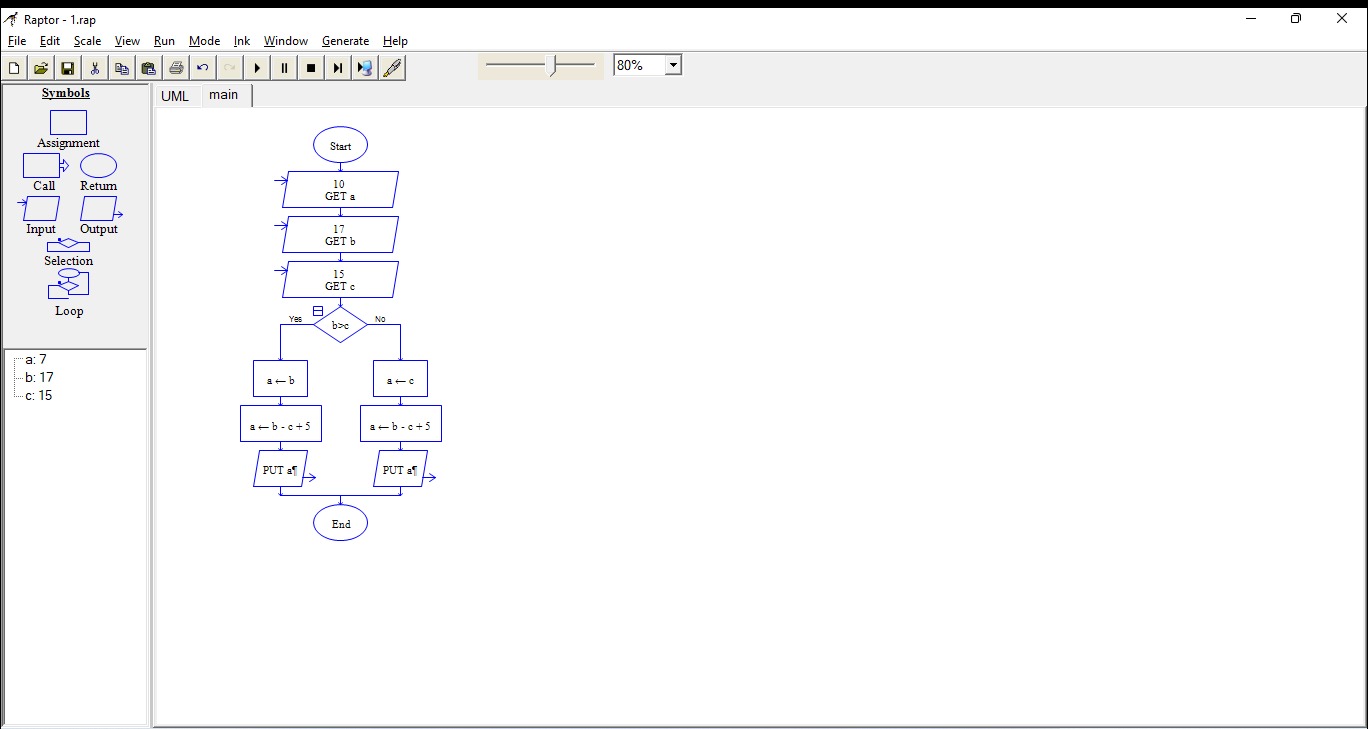 Raptor - 1.rap
File Edit Scale View Run Mode Ink Window Generate Help
80%
Symbols
Assignment
Call Return
Input Output
Selection
Loop
a: 7
b: 17
c: 15
UML main
Start
10
GET a
17
GET b
15
GET c
Yes b>c No
a ← b a ← c
a ← b - c + 5 a ← b - c + 5
PUT a¶ PUT a¶
End